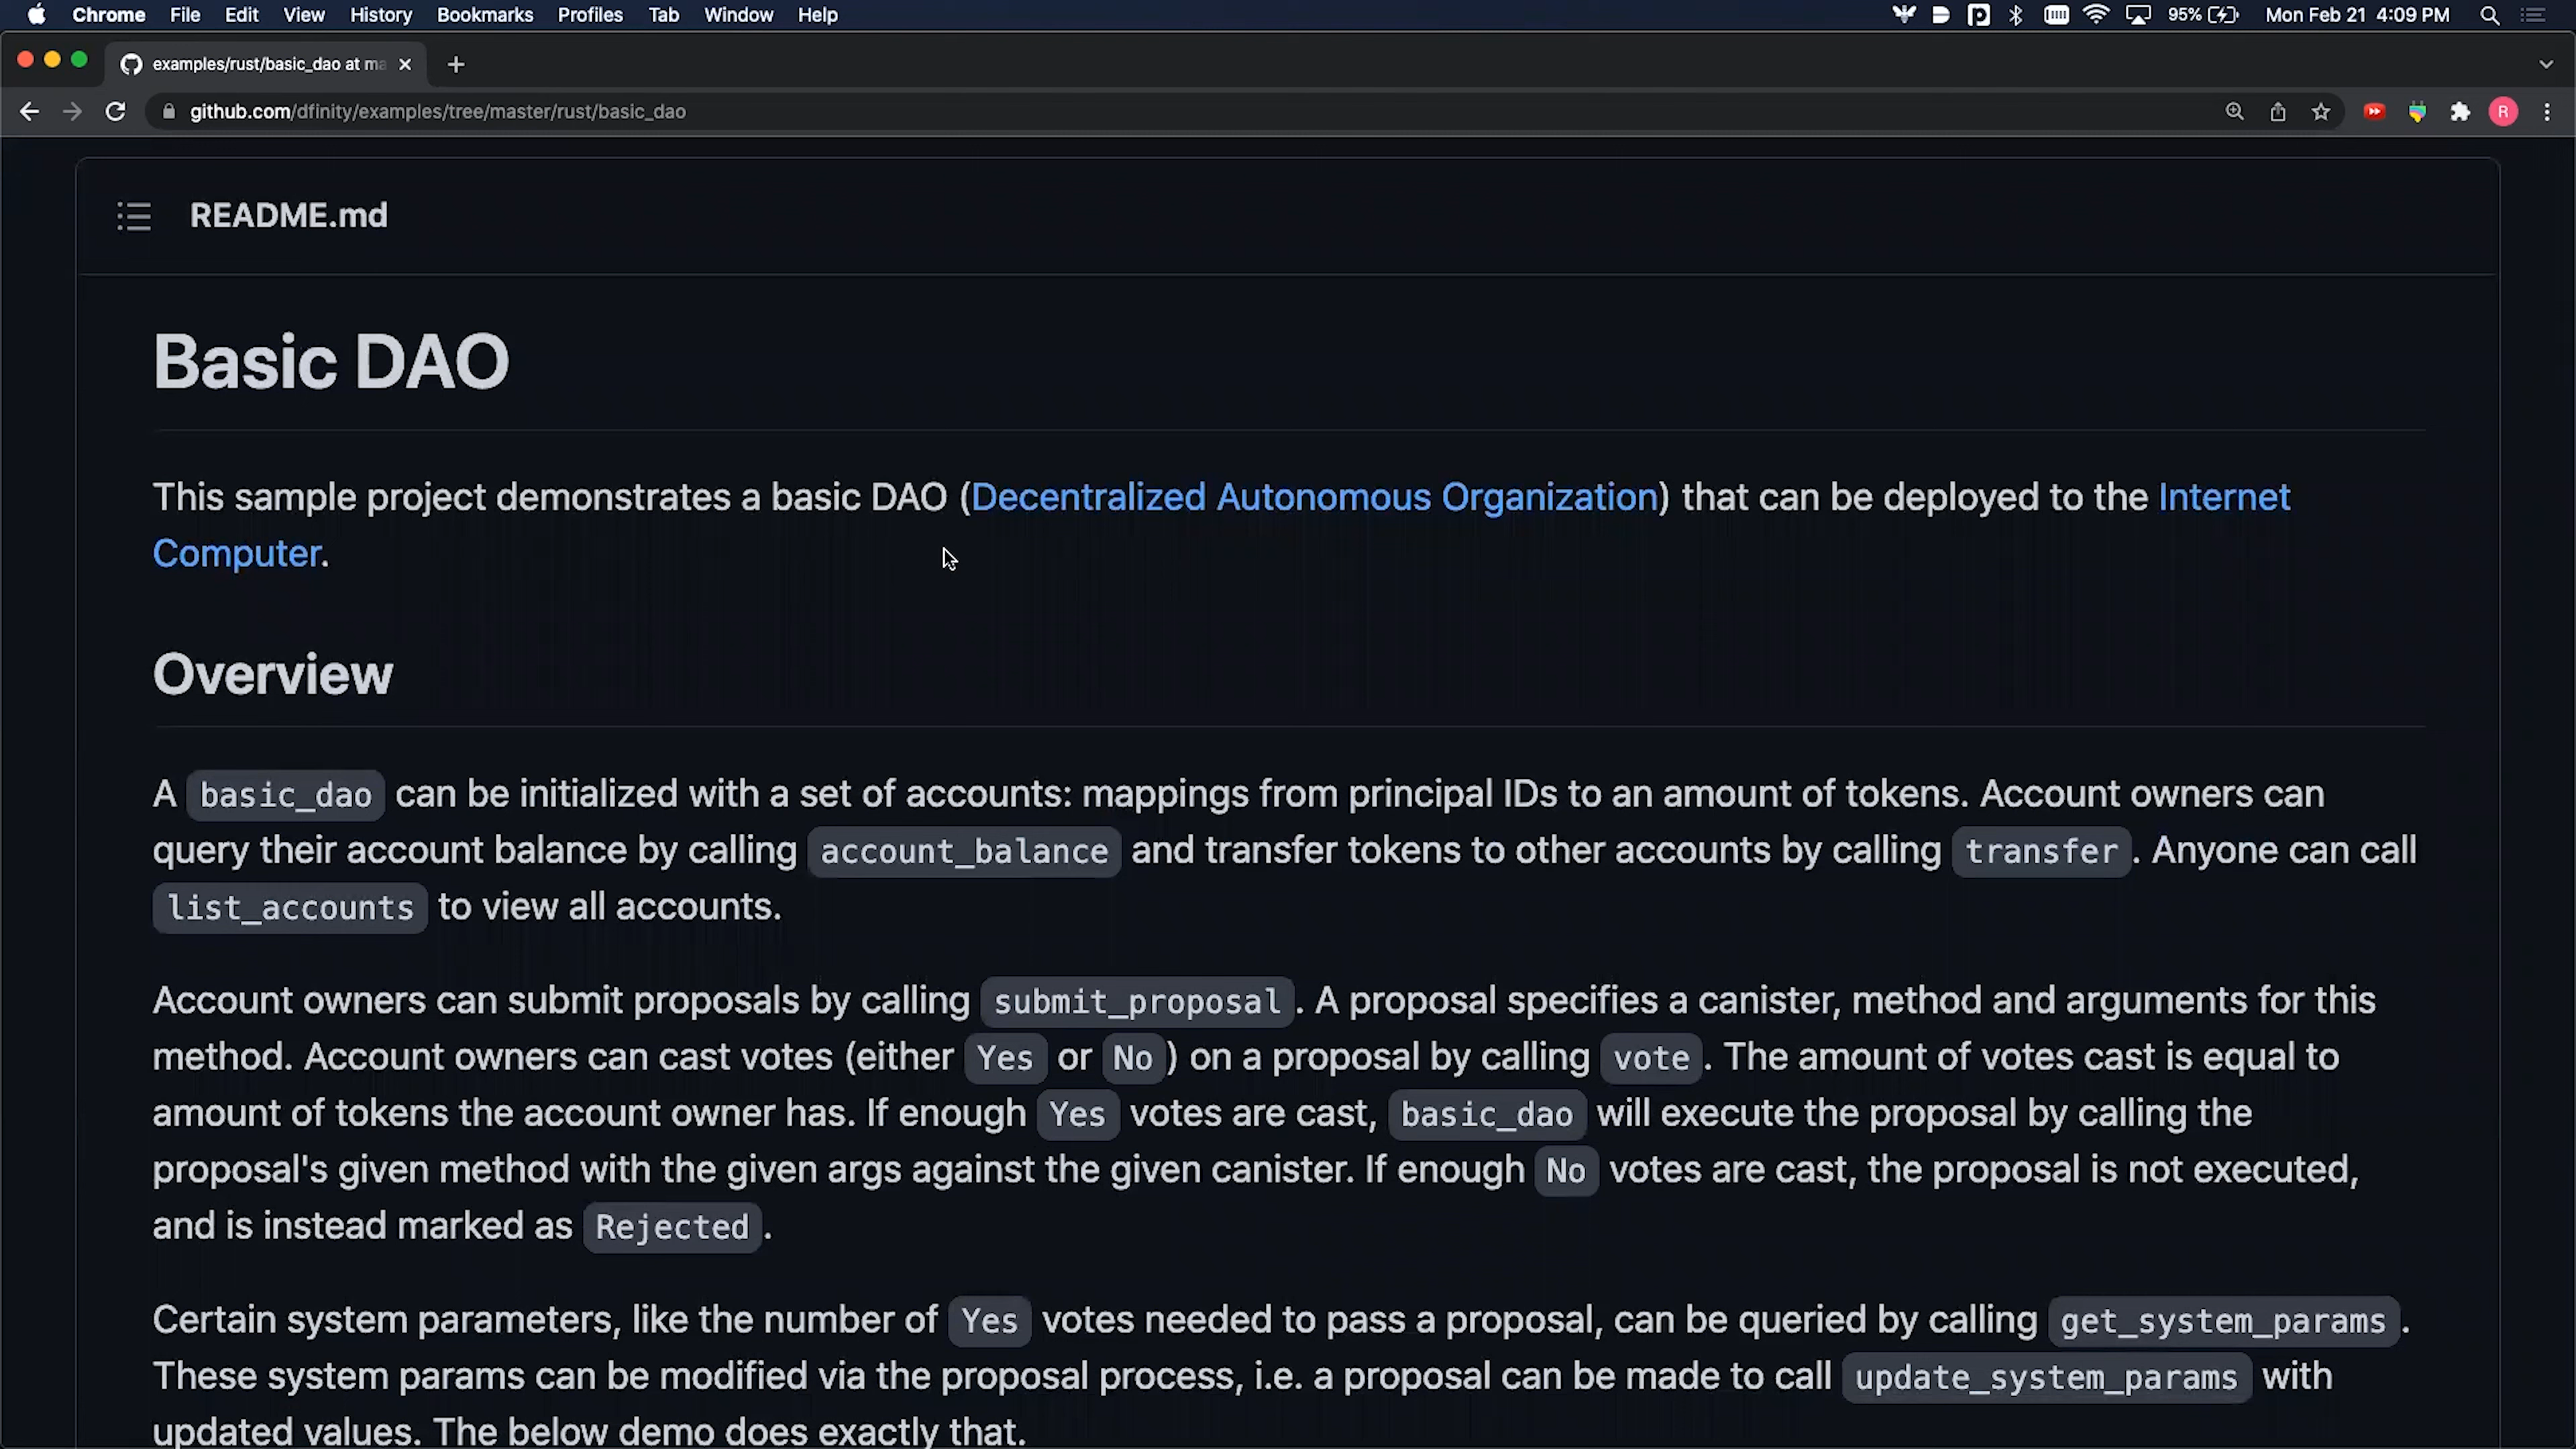 Chrome File Edit View History Bookmarks Profiles Tab Window Help 95% Mon Feb 21 4:09 PM
examples/rust/basic_dao at ma
github.com/dfinity/examples/tree/master/rust/basic_dao R
README.md
Basic DAO
This sample project demonstrates a basic DAO (Decentralized Autonomous Organization) that can be deployed to the Internet
Computer.
Overview
A basic_dao can be initialized with a set of accounts: mappings from principal IDs to an amount of tokens. Account owners can
query their account balance by calling account_balance and transfer tokens to other accounts by calling transfer. Anyone can call
list_accounts to view all accounts.
Account owners can submit proposals by calling submit_proposal. A proposal specifies a canister, method and arguments for this
method. Account owners can cast votes (either Yes or No) on a proposal by calling vote. The amount of votes cast is equal to
amount of tokens the account owner has. If enough Yes votes are cast, basic_dao will execute the proposal by calling the
proposal's given method with the given args against the given canister. If enough No votes are cast, the proposal is not executed,
and is instead marked as Rejected.
Certain system parameters, like the number of Yes votes needed to pass a proposal, can be queried by calling get_system_params.
These system params can be modified via the proposal process, i.e. a proposal can be made to call update_system_params with
updated values. The below demo does exactly that.